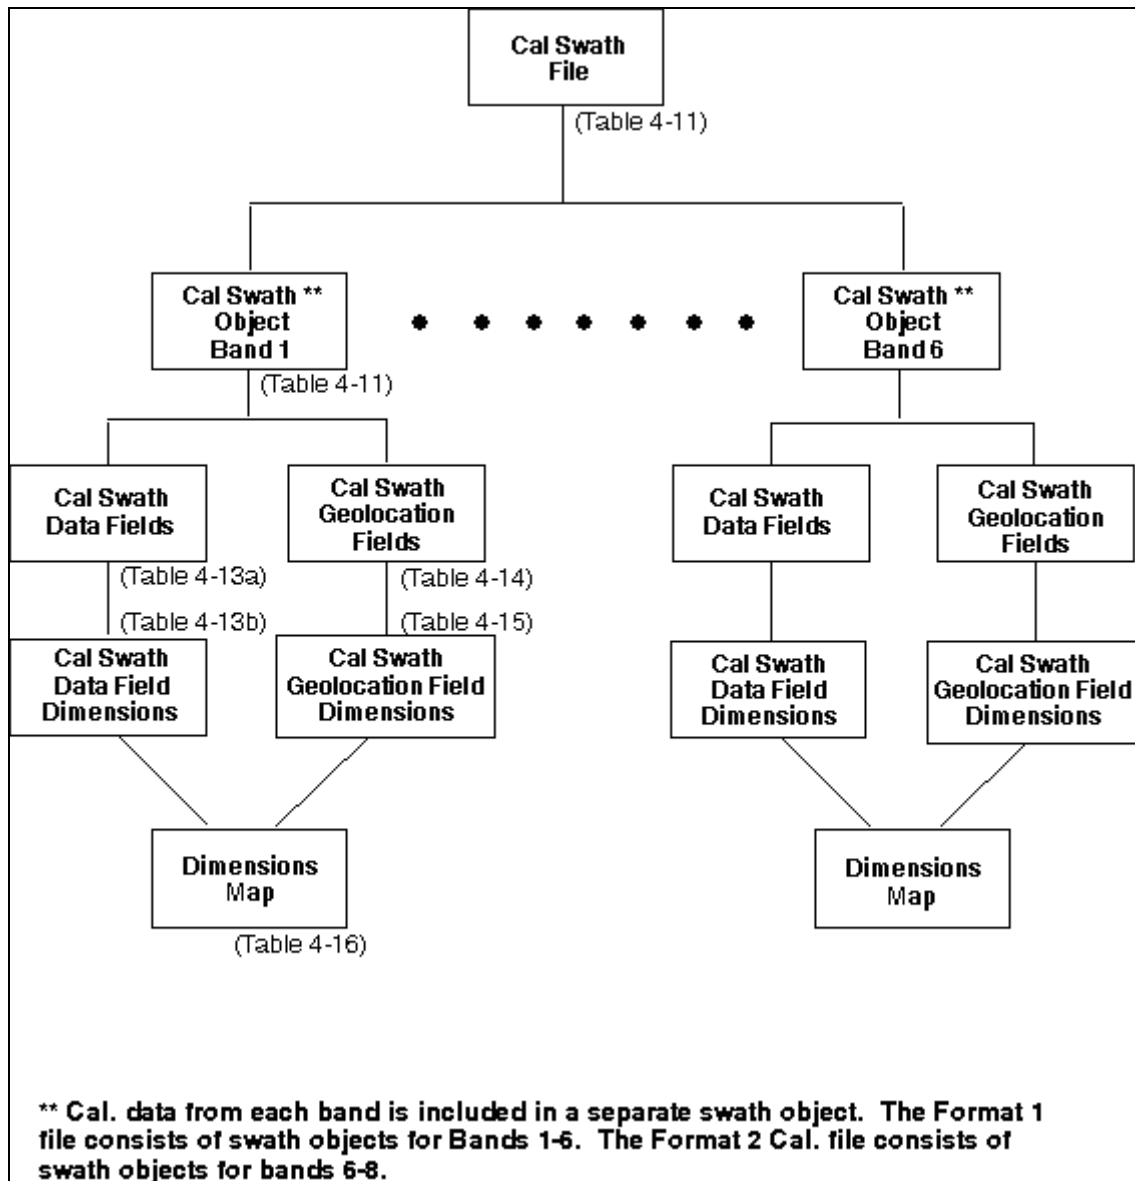 Cal Swath
File
(Table 4-11)
Cal Swath **
Object
Band 1
(Table 4-11)
Cal Swath **
Object
Band 6
Cal Swath
Data Fields
(Table 4-13a)
Cal Swath
Geolocation
Fields
(Table 4-14)
Cal Swath
Data Fields
Cal Swath
Geolocation
Fields
(Table 4-13b)
Cal Swath
Data Field
Dimensions
(Table 4-15)
Cal Swath
Geolocation Field
Dimensions
Cal Swath
Data Field
Dimensions
Cal Swath
Geolocation Field
Dimensions
Dimensions
Map
(Table 4-16)
Dimensions
Map
** Cal. data from each band is included in a separate swath object. The Format 1
file consists of swath objects for Bands 1-6. The Format 2 Cal. file consists of
swath objects for bands 6-8.